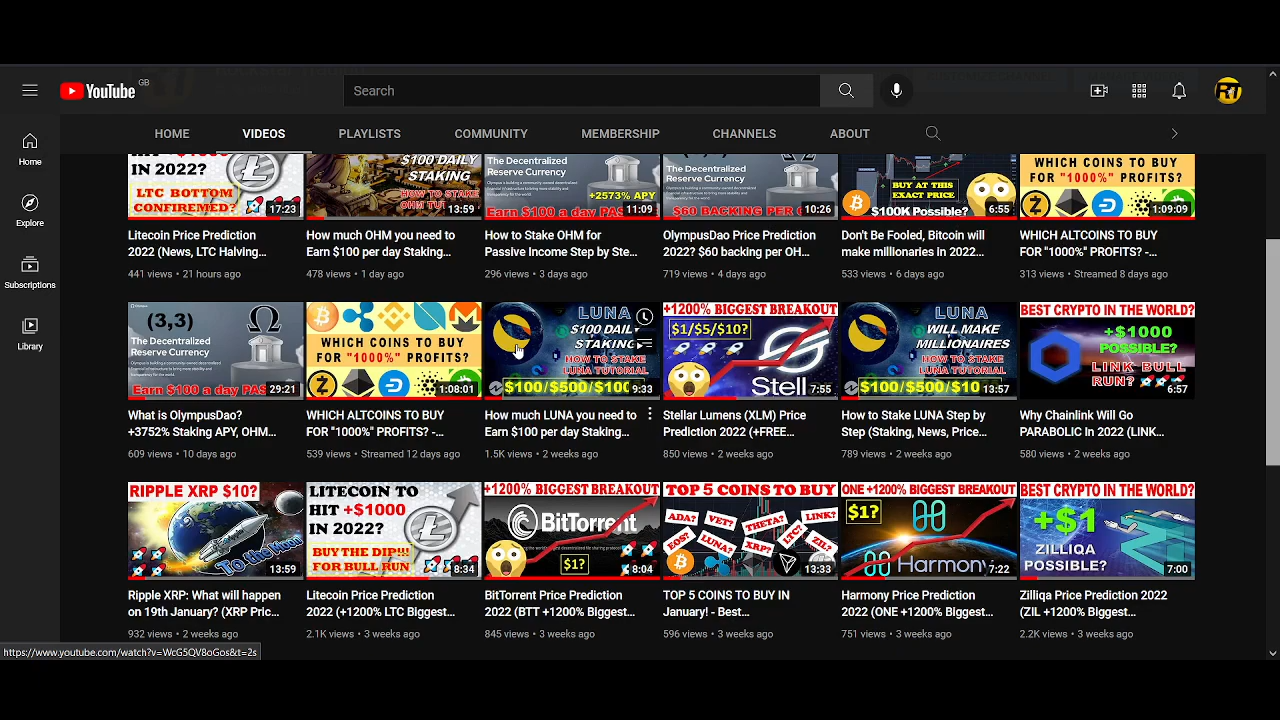 YouTube GB
Search
HOME VIDEOS PLAYLISTS COMMUNITY MEMBERSHIP CHANNELS ABOUT
Home
Explore
Subscriptions
Library
IN 2022?
LTC BOTTOM
CONFIRMED?
17:23
Litecoin Price Prediction
2022 (News, LTC Halving...
441 views • 21 hours ago
$100 DAILY
STAKING
HOW TO STAKE
13:59
How much OHM you need to
Earn $100 per day Staking...
478 views • 1 day ago
The Decentralized
Reserve Currency
+2573% APY
Earn $100 a day PAS
11:09
How to Stake OHM for
Passive Income Step by Ste...
296 views • 3 days ago
The Decentralized
Reserve Currency
$60 BACKING PER
10:26
OlympusDao Price Prediction
2022? $60 backing per OH...
719 views • 4 days ago
BUY AT THIS
EXACT PRICE
$100K Possible?
6:55
Don't Be Fooled, Bitcoin will
make millionaires in 2022...
533 views • 6 days ago
WHICH COINS TO BUY
FOR "1000%" PROFITS?
1:09:09
WHICH ALTCOINS TO BUY
FOR "1000%" PROFITS? -...
313 views • Streamed 8 days ago
Olympus
(3,3)
The Decentralized
Reserve Currency
Earn $100 a day PAS
29:21
What is OlympusDao?
+3752% Staking APY, OHM...
609 views • 10 days ago
WHICH COINS TO BUY
FOR "1000%" PROFITS?
1:08:01
WHICH ALTCOINS TO BUY
FOR "1000%" PROFITS? -...
539 views • Streamed 12 days ago
LUNA
$100 DAILY
STAKING
HOW TO STAKE
LUNA TUTORIAL
$100/$500/$100
9:33
How much LUNA you need to
Earn $100 per day Staking...
1.5K views • 2 weeks ago
+1200% BIGGEST BREAKOUT
$1/$5/$10?
Stell
7:55
Stellar Lumens (XLM) Price
Prediction 2022 (+FREE...
850 views • 2 weeks ago
LUNA
WILL MAKE
MILLIONAIRES
HOW TO STAKE
LUNA TUTORIAL
$100/$500/$10
13:57
How to Stake LUNA Step by
Step (Staking, News, Price...
789 views • 2 weeks ago
BEST CRYPTO IN THE WORLD?
+$1000
POSSIBLE?
LINK BULL
RUN?
6:57
Why Chainlink Will Go
PARABOLIC In 2022 (LINK...
580 views • 2 weeks ago
RIPPLE XRP $10?
To the
13:59
Ripple XRP: What will happen
on 19th January? (XRP Pric...
932 views • 2 weeks ago
LITECOIN TO
HIT +$1000
IN 2022?
BUY THE DIP!!!
FOR BULL RUN
8:34
Litecoin Price Prediction
2022 (+1200% LTC Biggest...
2.1K views • 3 weeks ago
+1200% BIGGEST BREAKOUT
BitTorrent
$1?
8:04
BitTorrent Price Prediction
2022 (BTT +1200% Biggest...
845 views • 3 weeks ago
TOP 5 COINS TO BUY
ADA? VET? THETA? LINK?
EOS? LUNA? XRP? LTC? ZIL?
13:33
TOP 5 COINS TO BUY IN
January! - Best...
596 views • 3 weeks ago
ONE +1200% BIGGEST BREAKOUT
$1?
Harmony
7:22
Harmony Price Prediction
2022 (ONE +1200% Biggest...
751 views • 3 weeks ago
BEST CRYPTO IN THE WORLD?
+$1
ZILLIQA
POSSIBLE?
7:00
Zilliqa Price Prediction 2022
(ZIL +1200% Biggest...
2.2K views • 3 weeks ago
https://www.youtube.com/watch?v=WcG5QV8oGos&t=2s